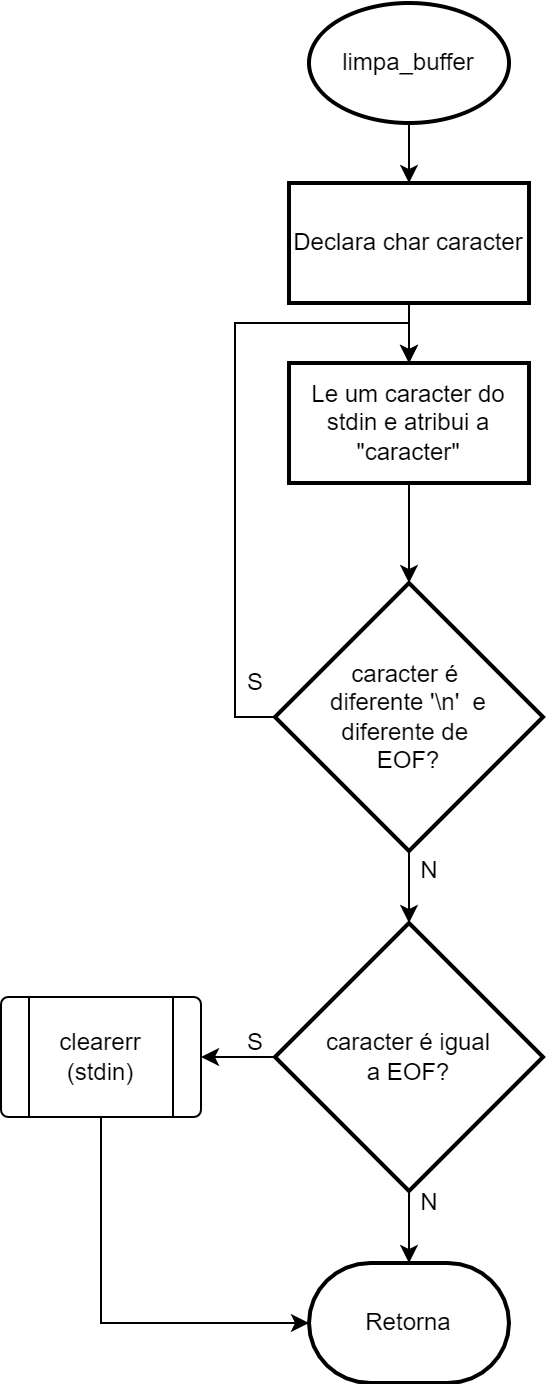 limpa_buffer
Declara char caracter
Le um caracter do
stdin e atribui a
"caracter"
caracter é
diferente '\n' e
diferente de
EOF?
S
N
caracter é igual
a EOF?
S
clearerr
(stdin)
N
Retorna